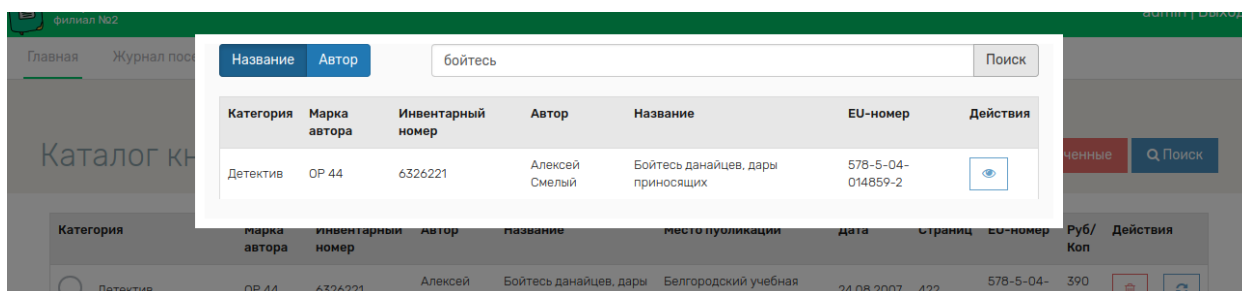 филиал №2
admin | Выход
Главная Журнал посе
Название Автор бойтесь Поиск
Категория Марка автора Инвентарный номер Автор Название EU-номер Действия
Детектив ОР 44 6326221 Алексей Смелый Бойтесь данайцев, дары приносящих 578-5-04-014859-2
Каталог кн
ченные Поиск
Категория Марка автора Инвентарный номер Автор Название Место публикации Дата Страниц EU-номер Руб/ Коп Действия
Детектив ОР 44 6326221 Алексей Бойтесь данайцев, дары Белгородский учебная 24.08.2007 422 578-5-04- 390